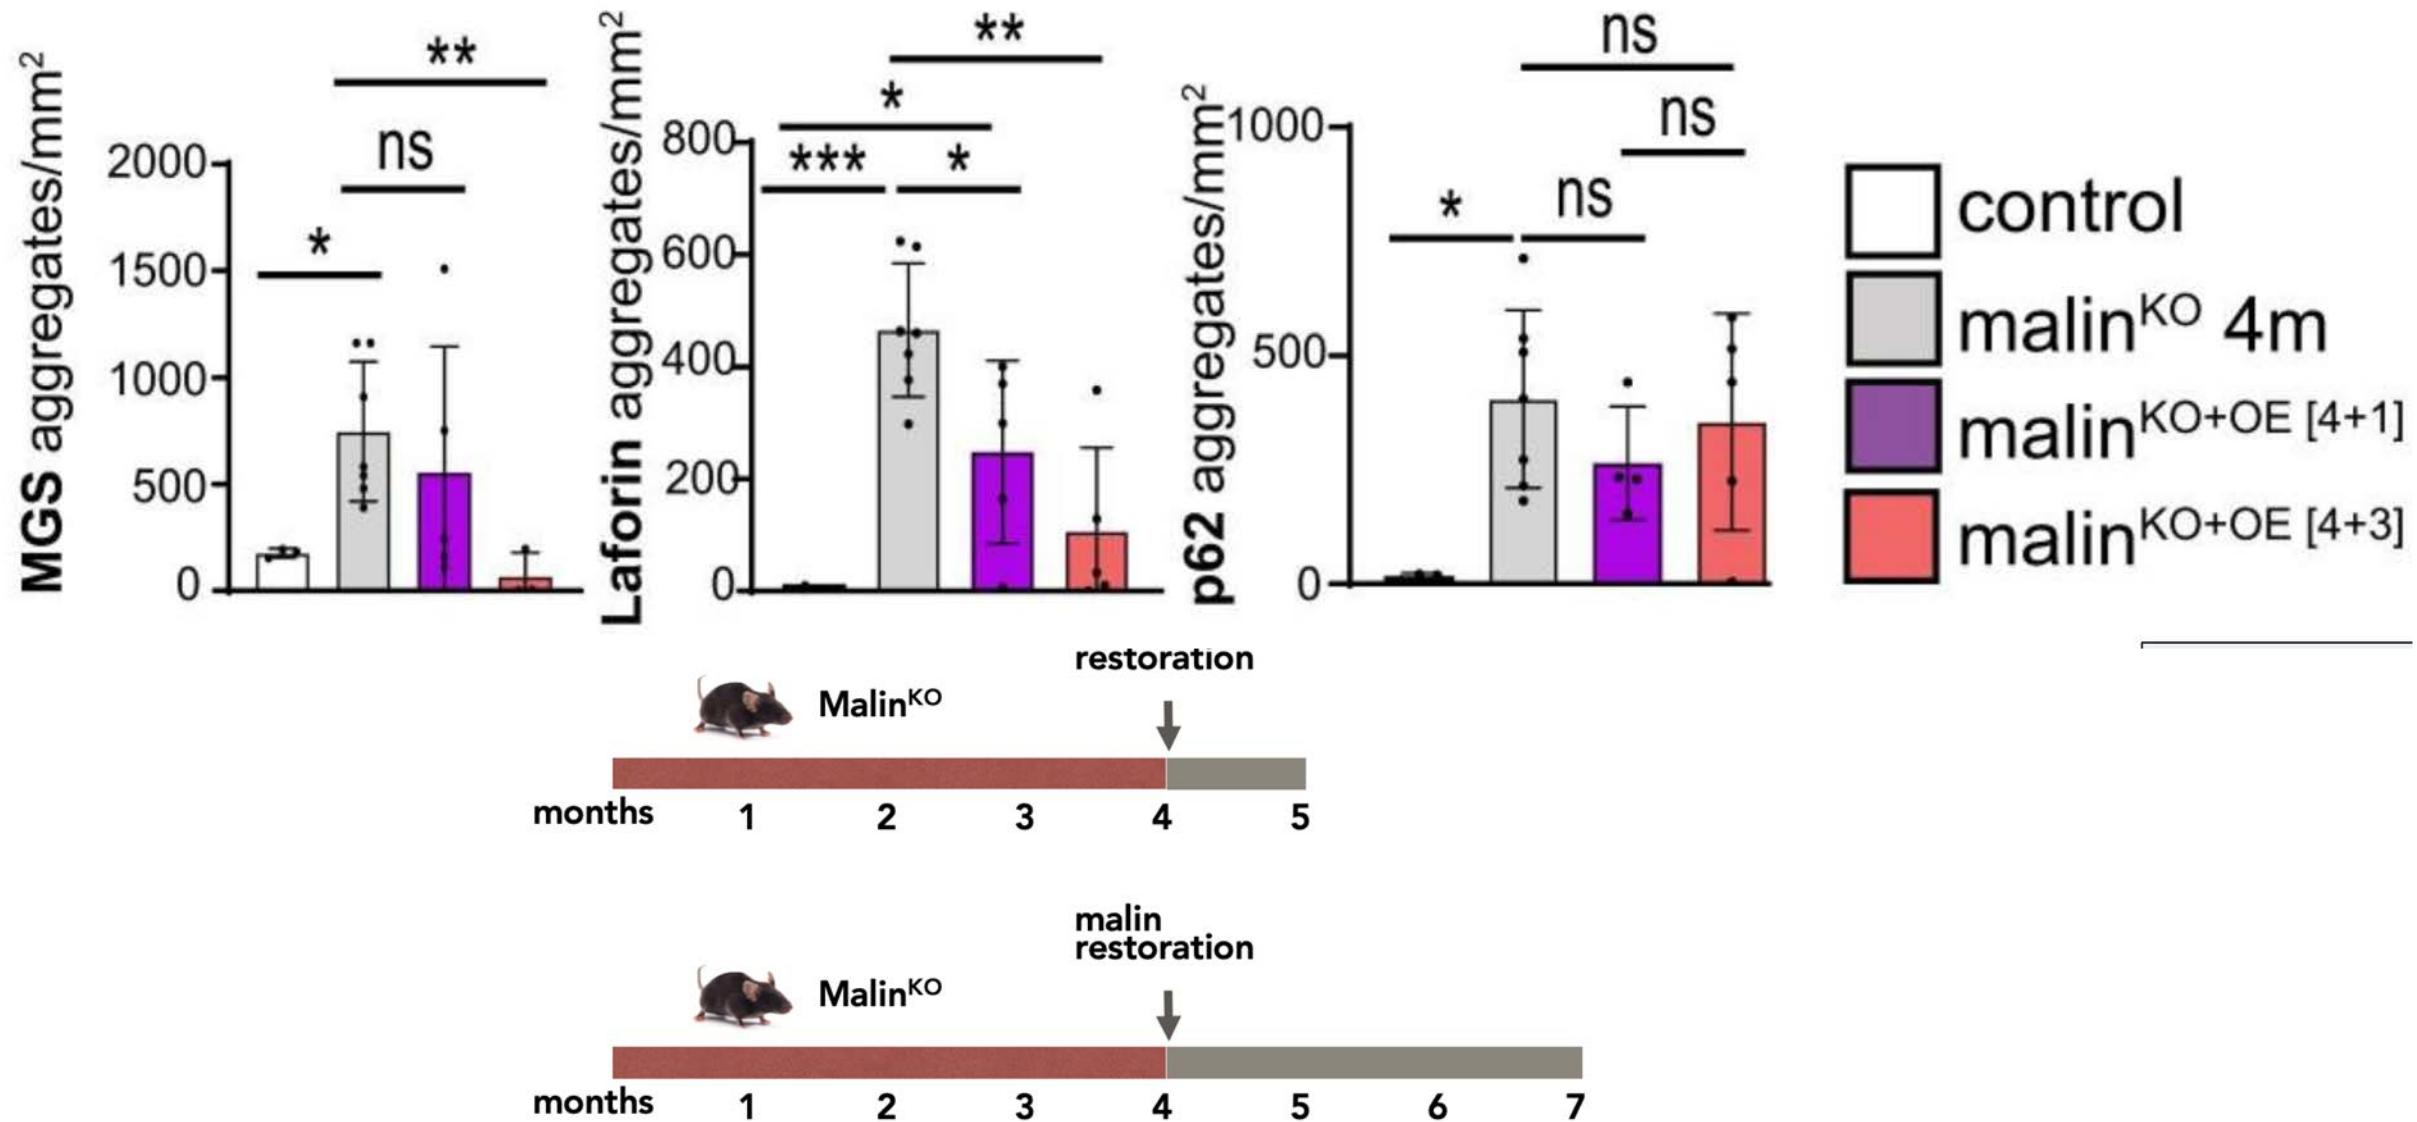 MGS aggregates/mm²
2000
1500
1000
500
0
*
ns
**
Laforin aggregates/mm²
800
600
400
200
0
***
*
*
**
p62 aggregates/mm²
1000
500
0
*
ns
ns
ns
control
malinᴷᴼ 4m
malinᴷᴼ⁺ᴼᴱ [4+1]
malinᴷᴼ⁺ᴼᴱ [4+3]
restoration
Malinᴷᴼ
months 1 2 3 4 5
malin
restoration
Malinᴷᴼ
months 1 2 3 4 5 6 7